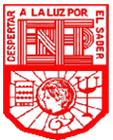 DESPERTAR A LA LUZ POR EL SABER
ENP